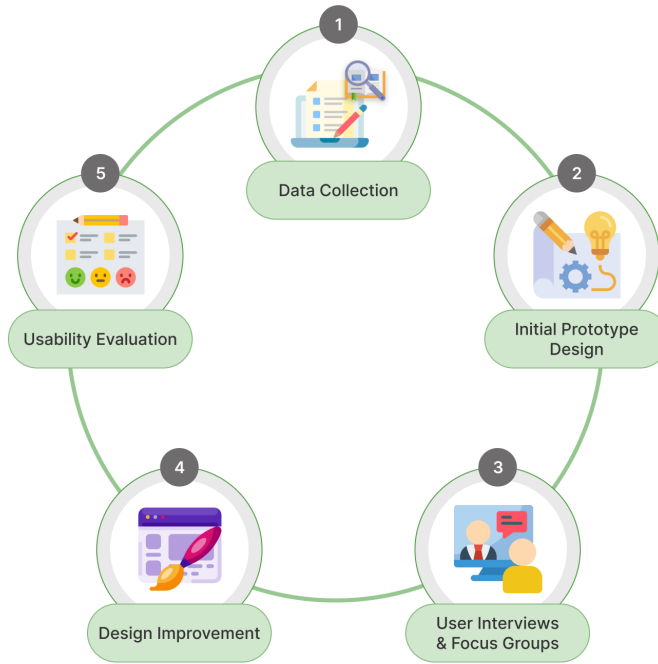 1
Data Collection
2
Initial Prototype
Design
3
User Interviews
& Focus Groups
4
Design Improvement
5
Usability Evaluation